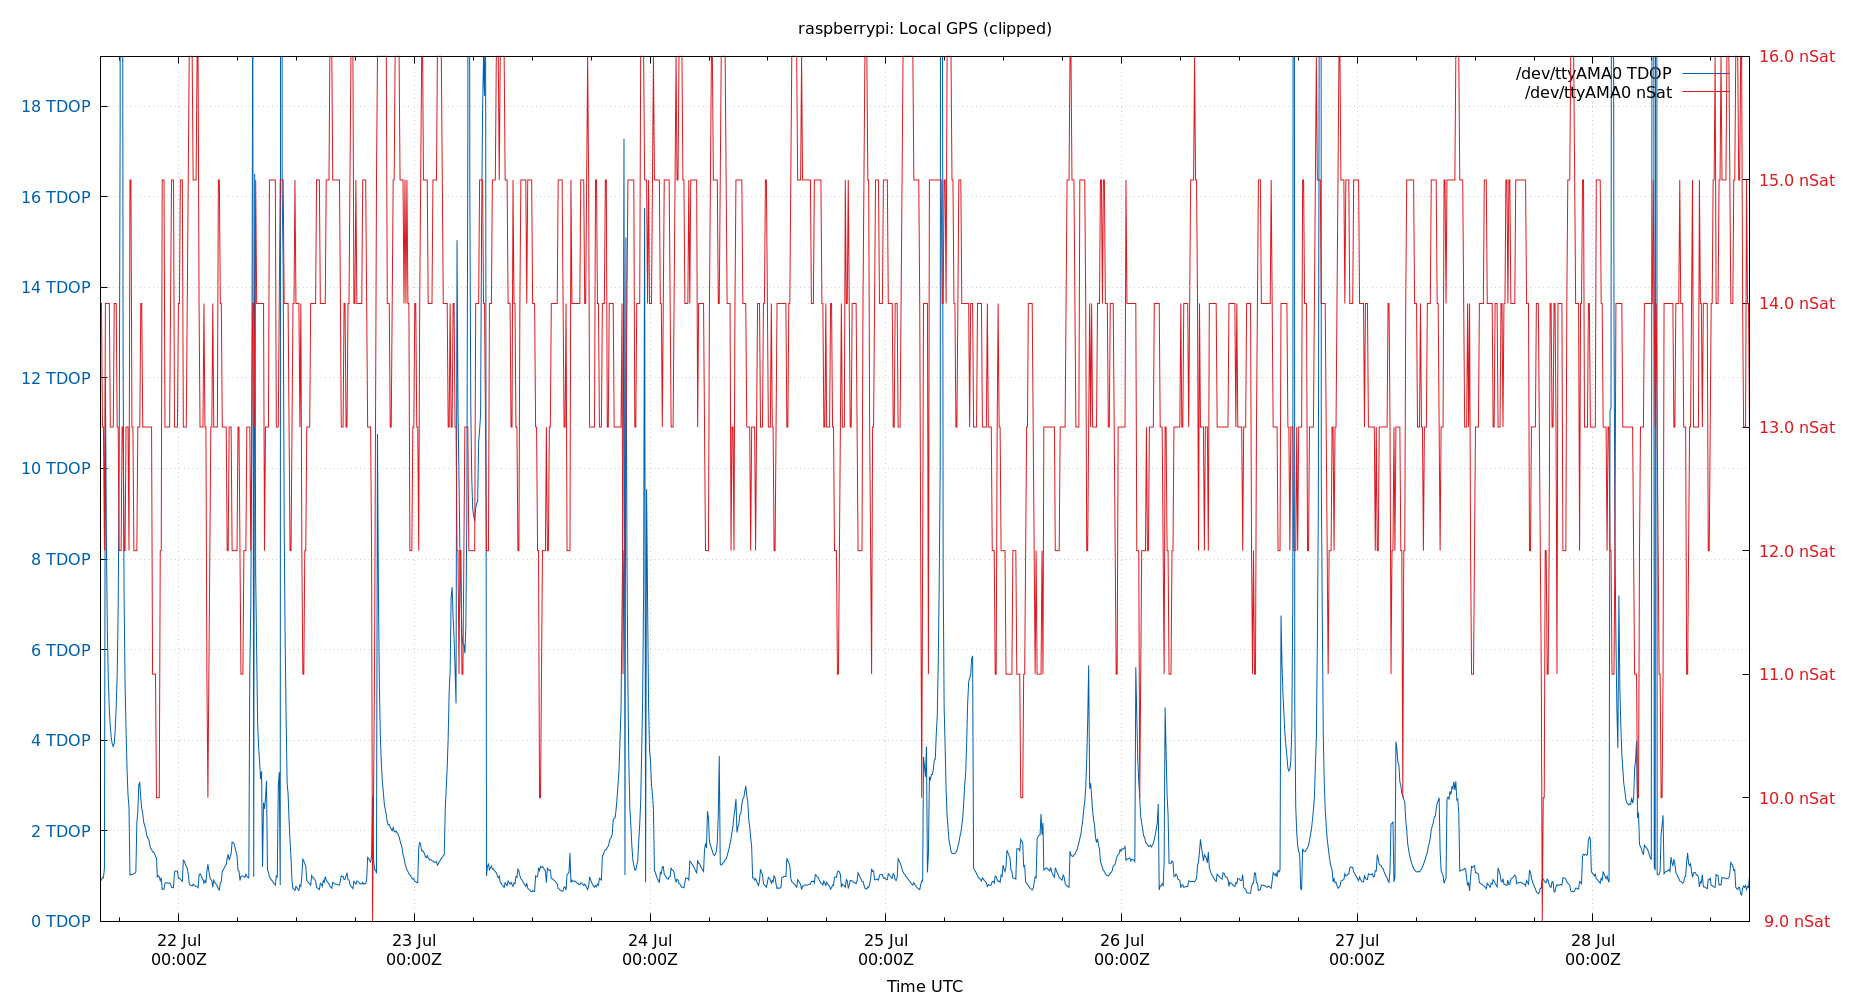 raspberrypi: Local GPS (clipped)
/dev/ttyAMA0 TDOP
/dev/ttyAMA0 nSat
18 TDOP
16 TDOP
14 TDOP
12 TDOP
10 TDOP
8 TDOP
6 TDOP
4 TDOP
2 TDOP
0 TDOP
16.0 nSat
15.0 nSat
14.0 nSat
13.0 nSat
12.0 nSat
11.0 nSat
10.0 nSat
9.0 nSat
22 Jul
00:00Z
23 Jul
00:00Z
24 Jul
00:00Z
25 Jul
00:00Z
26 Jul
00:00Z
27 Jul
00:00Z
28 Jul
00:00Z
Time UTC